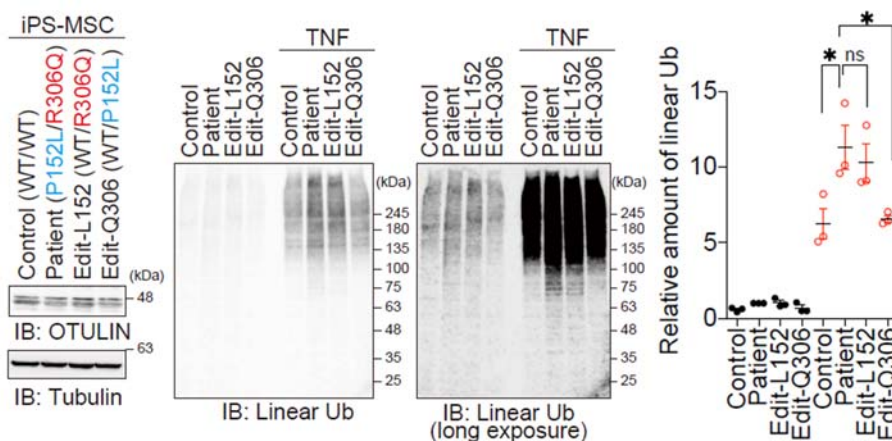 iPS-MSC
Control (WT/WT)
Patient (P152L/R306Q)
Edit-L152 (WT/R306Q)
Edit-Q306 (WT/P152L)
(kDa)
48
IB: OTULIN
63
IB: Tubulin
TNF
Control
Patient
Edit-L152
Edit-Q306
Control
Patient
Edit-L152
Edit-Q306
(kDa)
245
180
135
100
75
63
48
35
25
IB: Linear Ub
TNF
Control
Patient
Edit-L152
Edit-Q306
Control
Patient
Edit-L152
Edit-Q306
(kDa)
245
180
135
100
75
63
48
35
25
IB: Linear Ub
(long exposure)
Relative amount of linear Ub
15
10
5
0
*
*
ns
Control
Patient
Edit-L152
Edit-Q306
Control
Patient
Edit-L152
Edit-Q306